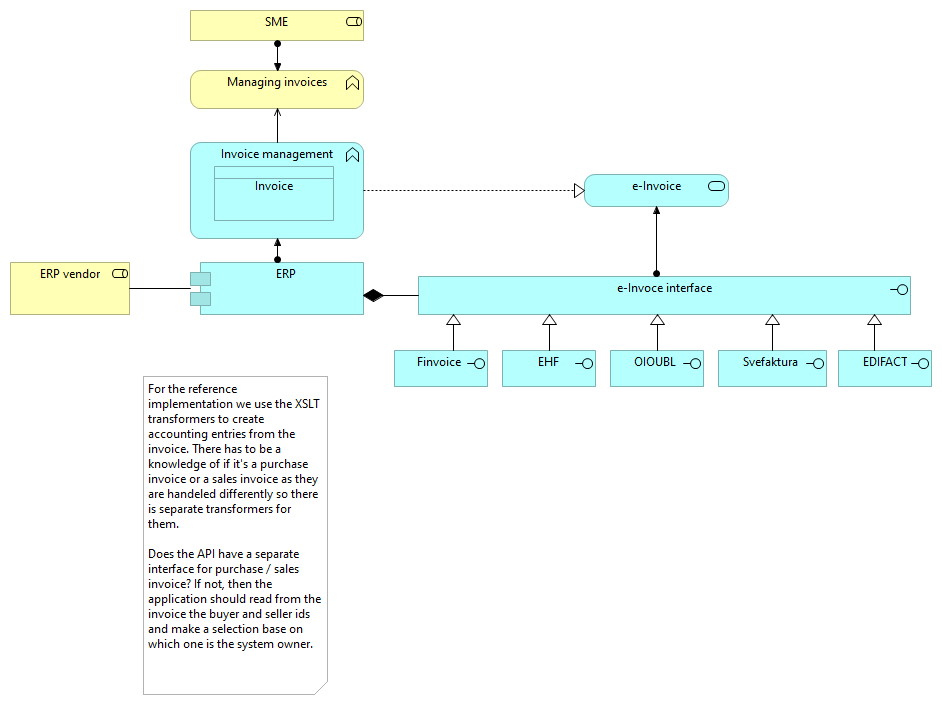 SME
Managing invoices
Invoice management
Invoice
e-Invoice
ERP vendor
ERP
e-Invoce interface
Finvoice
EHF
OIOUBL
Svefaktura
EDIFACT
For the reference
implementation we use the XSLT
transformers to create
accounting entries from the
invoice. There has to be a
knowledge of if it's a purchase
invoice or a sales invoice as they
are handeled differently so there
is separate transformers for
them.
Does the API have a separate
interface for purchase / sales
invoice? If not, then the
application should read from the
invoice the buyer and seller ids
and make a selection base on
which one is the system owner.